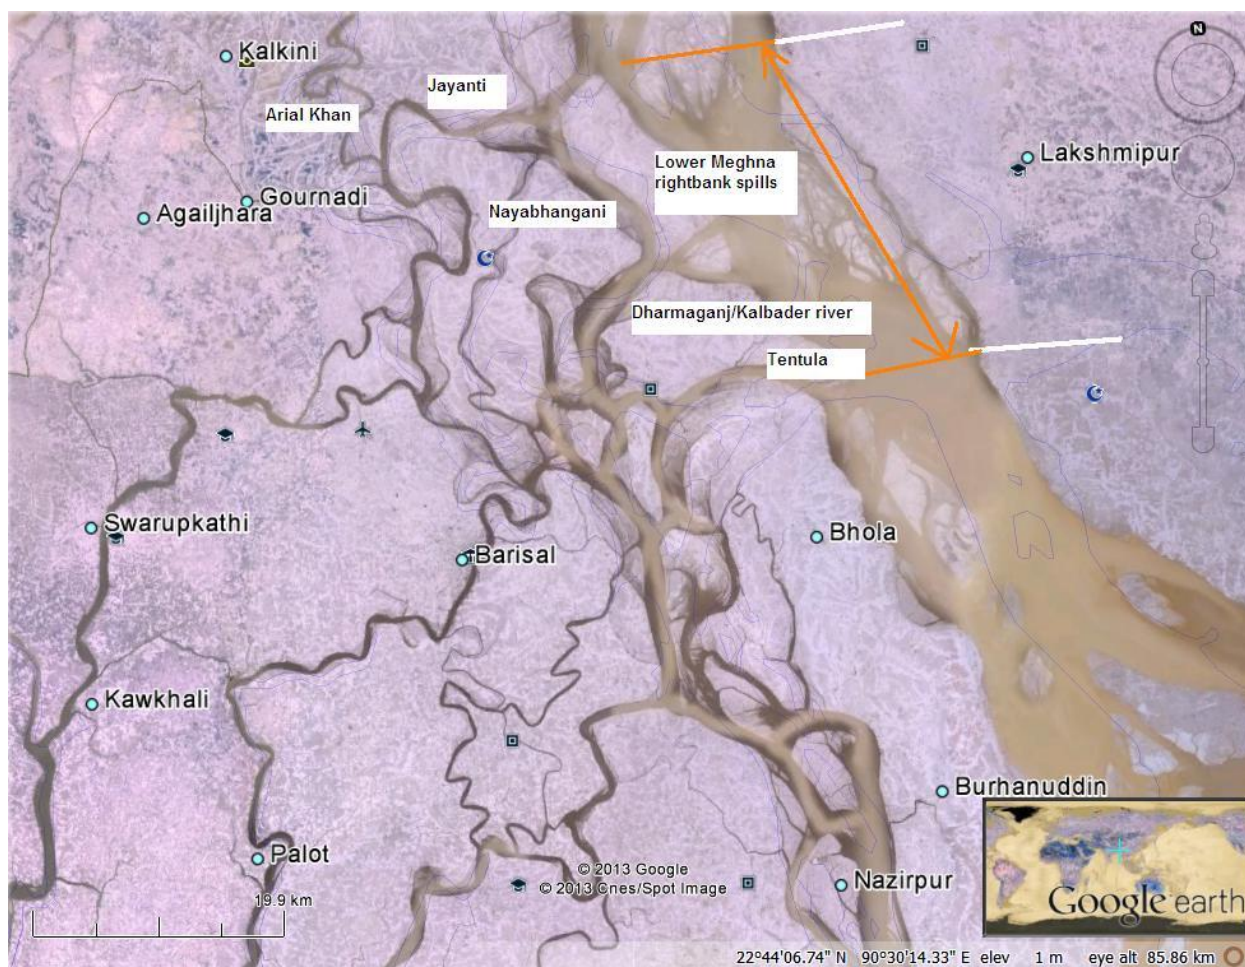 N
Kalkini
Jayanti
Arial Khan
Lower Meghna
rightbank spills
Lakshmipur
Gournadi
Agailjhara
Nayabhangani
Dharmaganj/Kalbader river
Tentula
Swarupkathi
Bhola
Barisal
Kawkhali
Burhanuddin
Palot
© 2013 Google
© 2013 Cnes/Spot Image
Nazirpur
19.9 km
Google earth
22°44'06.74" N 90°30'14.33" E elev 1 m eye alt 85.86 km